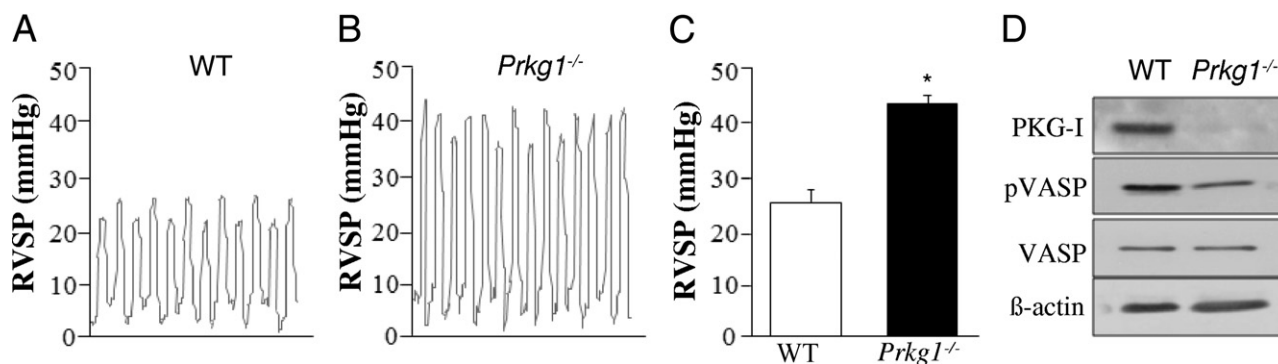 A
WT
RVSP (mmHg)
50
40
30
20
10
0
B
Prkg1-/-
RVSP (mmHg)
50
40
30
20
10
0
C
RVSP (mmHg)
50
40
30
20
10
0
*
WT
Prkg1-/-
D
WT Prkg1-/-
PKG-I
pVASP
VASP
ß-actin